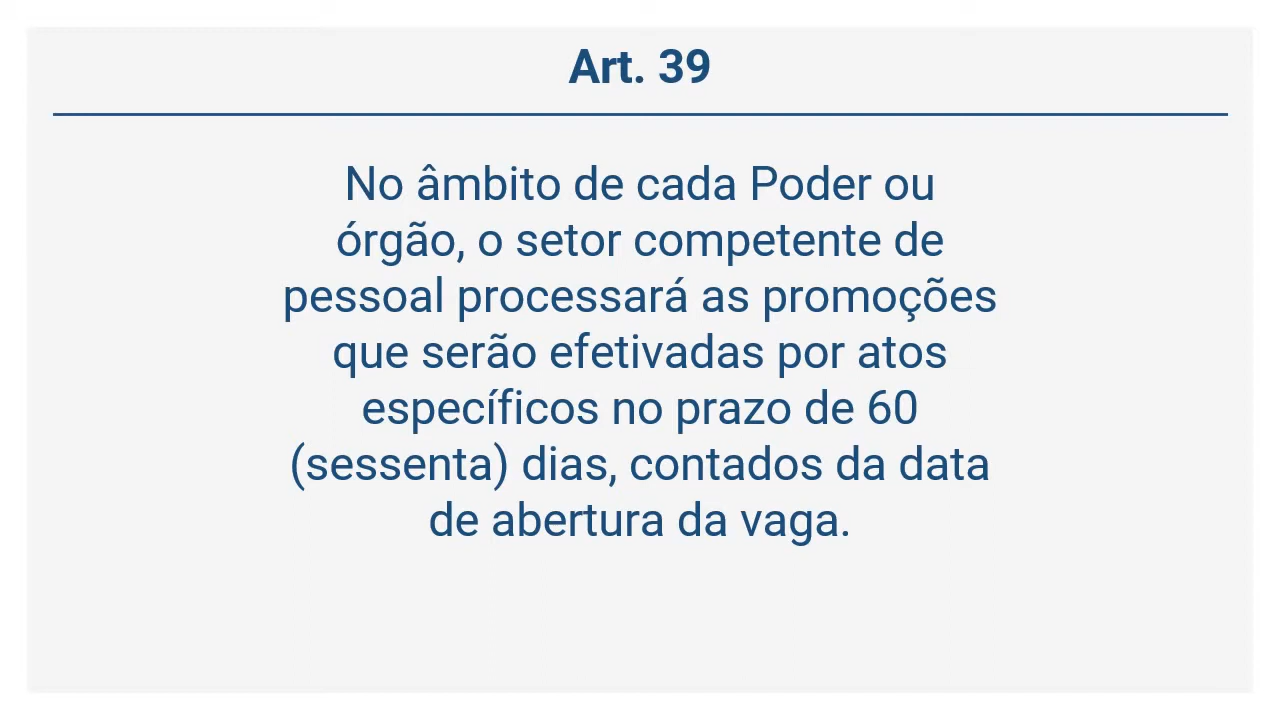 Art. 39
No âmbito de cada Poder ou
órgão, o setor competente de
pessoal processará as promoções
que serão efetivadas por atos
específicos no prazo de 60
(sessenta) dias, contados da data
de abertura da vaga.